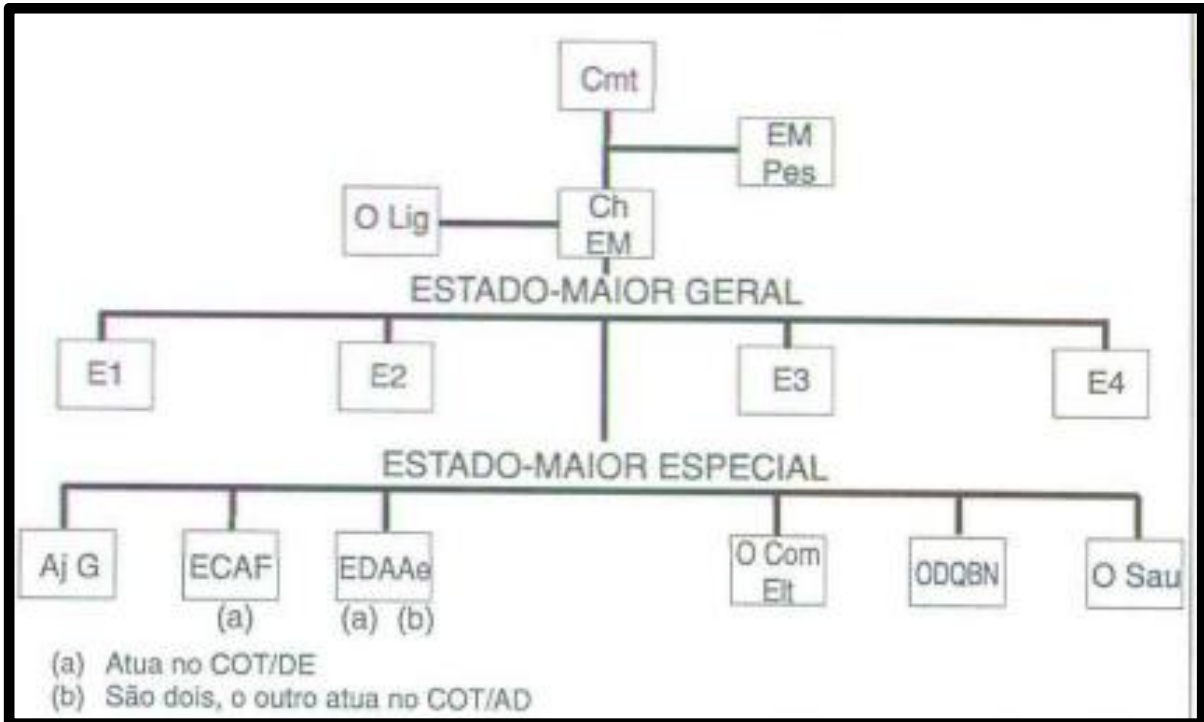 Cmt
EM
Pes
O Lig
Ch
EM
ESTADO-MAIOR GERAL
E1
E2
E3
E4
ESTADO-MAIOR ESPECIAL
Aj G
ECAF
EDAAe
O Com
Elt
ODQBN
O Sau
(a)
(a) (b)
(a) Atua no COT/DE
(b) São dois, o outro atua no COT/AD